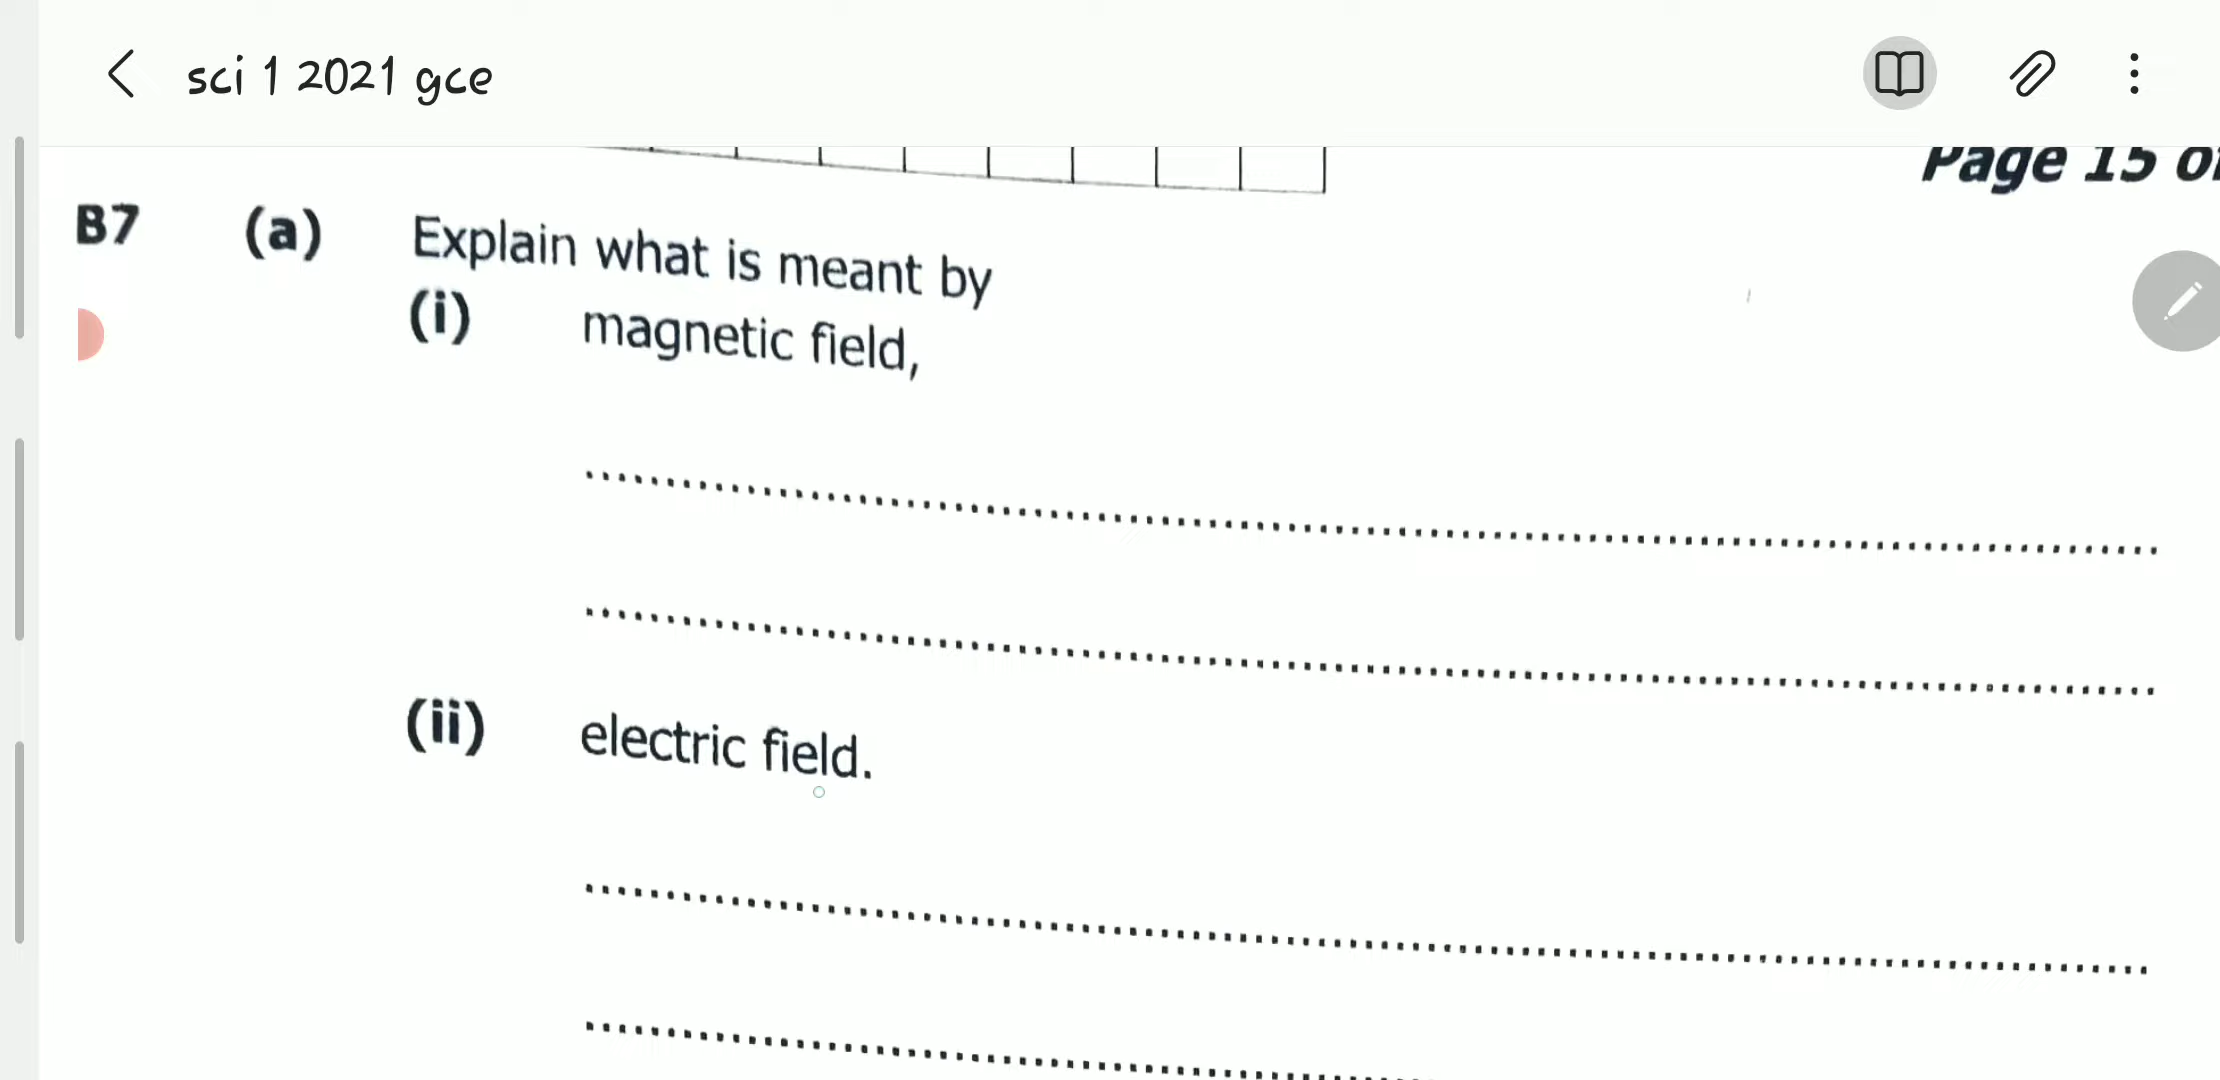 sci 1 2021 gce
Page 15
B7 (a) Explain what is meant by
(i) magnetic field,
(ii) electric field.